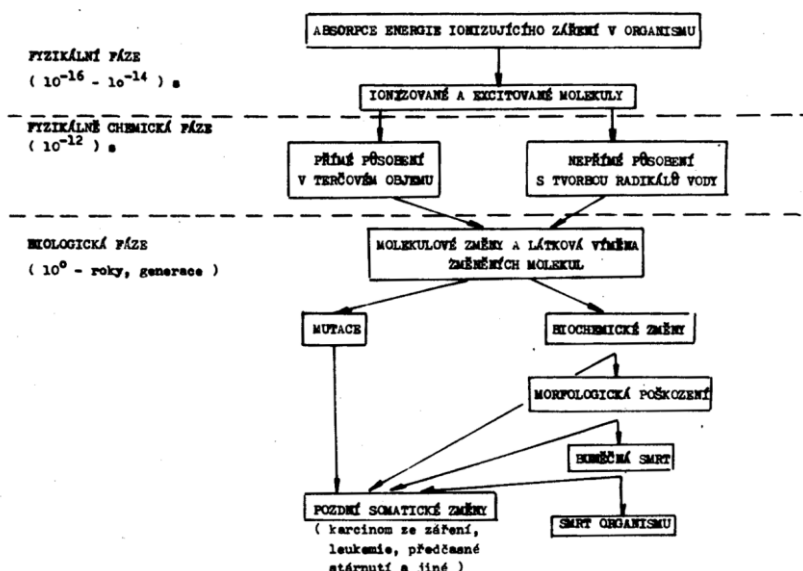 ABSORPCE ENERGIE IONIZUJÍCÍHO ZÁŘENÍ V ORGANISMU
FYZIKÁLNÍ FÁZE
( 10⁻¹⁶ - 10⁻¹⁴ ) s
IONIZOVANÉ A EXCITOVANÉ MOLEKULY
FYZIKÁLNĚ CHEMICKÁ FÁZE
( 10⁻¹² ) s
PŘÍMÉ PŮSOBENÍ
V TERČOVÉM OBJEMU
NEPŘÍMÉ PŮSOBENÍ
S TVORBOU RADIKÁLŮ VODY
BIOLOGICKÁ FÁZE
( 10⁰ - roky, generace )
MOLEKULOVÉ ZMĚNY A LÁTKOVÁ VÝMĚNA
ZMĚNĚNÝCH MOLEKUL
MUTACE
BIOCHEMICKÉ ZMĚNY
MORFOLOGICKÁ POŠKOZENÍ
BUNĚČNÁ SMRT
POZDNÍ SOMATICKÉ ZMĚNY
SMRT ORGANISMU
( karcinom ze záření,
leukemie, předčasné
stárnutí a jiné )